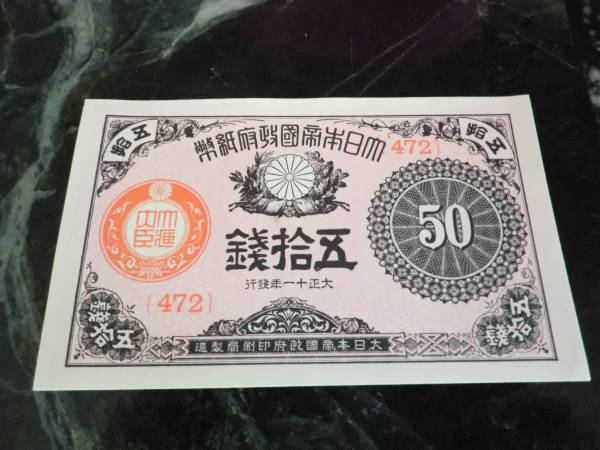 五拾
大日本帝國政府紙幣
{472}
五拾
大藏大臣
50
五拾錢
大正十一年發行
{472}
五拾錢
大日本帝國政府印刷局製造
五拾錢